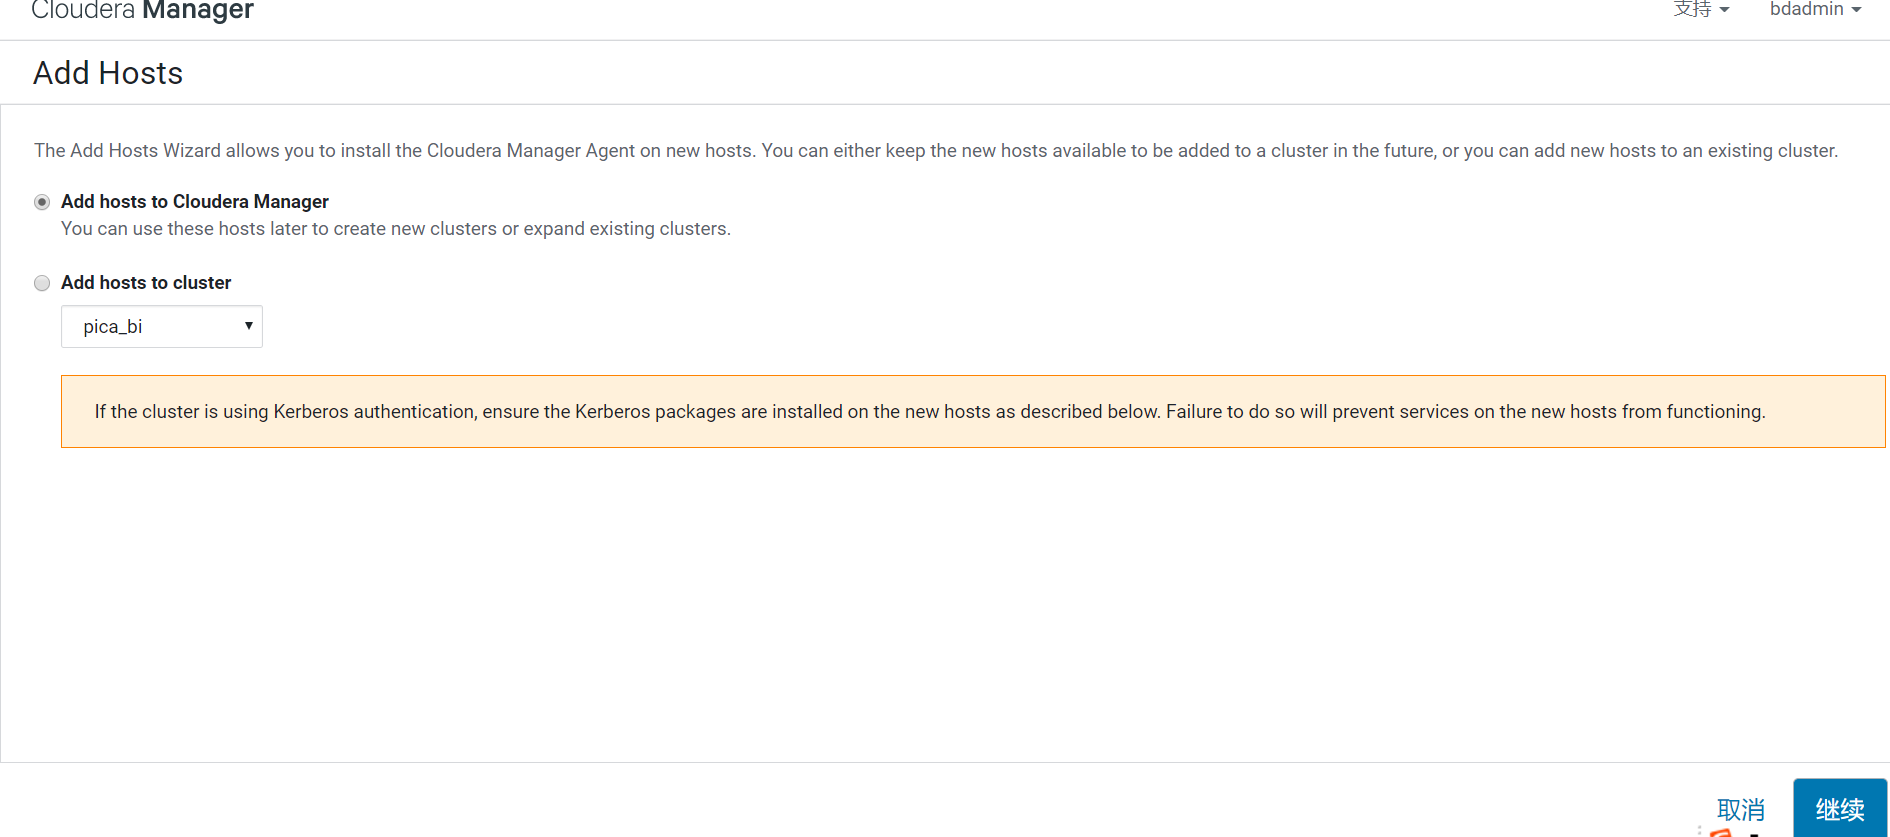 Cloudera Manager
支持
bdadmin
Add Hosts
The Add Hosts Wizard allows you to install the Cloudera Manager Agent on new hosts. You can either keep the new hosts available to be added to a cluster in the future, or you can add new hosts to an existing cluster.
Add hosts to Cloudera Manager
You can use these hosts later to create new clusters or expand existing clusters.
Add hosts to cluster
pica_bi
If the cluster is using Kerberos authentication, ensure the Kerberos packages are installed on the new hosts as described below. Failure to do so will prevent services on the new hosts from functioning.
取消
继续